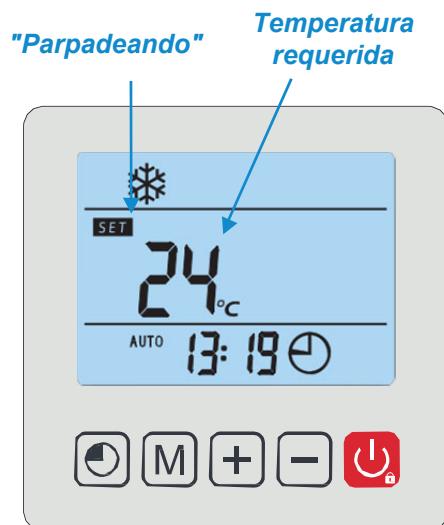 "Parpadeando"
Temperatura
requerida
SET
24 °C
AUTO 13:19
M + −